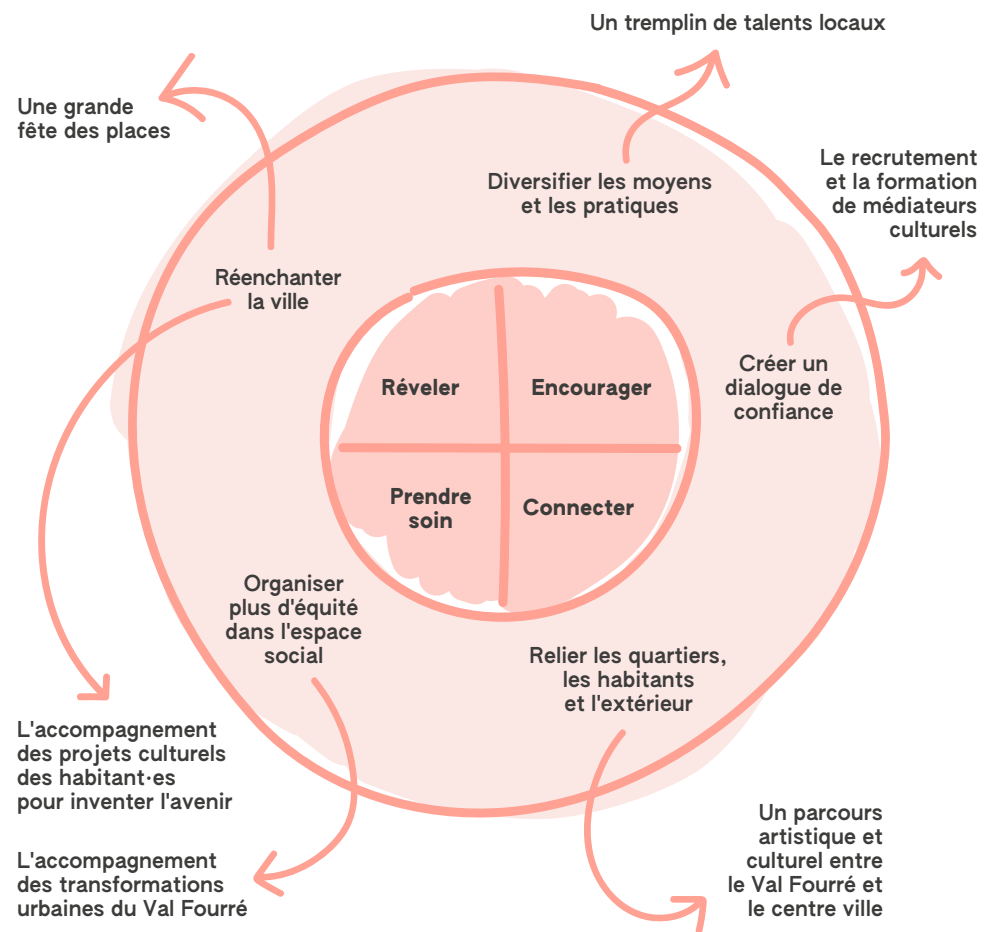 Un tremplin de talents locaux
Une grande
fête des places
Le recrutement
et la formation
de médiateurs
culturels
Diversifier les moyens
et les pratiques
Réenchanter
la ville
Créer un
dialogue de
confiance
Réveler
Encourager
Prendre
soin
Connecter
Organiser
plus d'équité
dans l'espace
social
Relier les quartiers,
les habitants
et l'extérieur
L'accompagnement
des projets culturels
des habitant·es
pour inventer l'avenir
L'accompagnement
des transformations
urbaines du Val Fourré
Un parcours
artistique et
culturel entre
le Val Fourré et
le centre ville